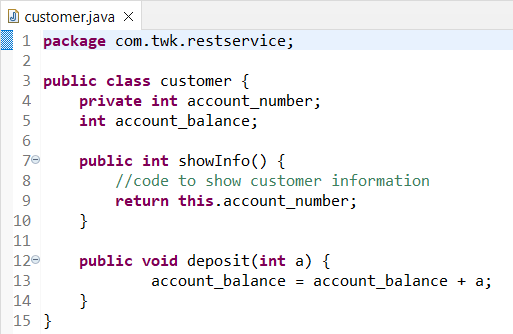 customer.java
1 package com.twk.restservice;
2
3 public class customer {
4     private int account_number;
5     int account_balance;
6
7     public int showInfo() {
8         //code to show customer information
9         return this.account_number;
10     }
11
12     public void deposit(int a) {
13             account_balance = account_balance + a;
14     }
15 }